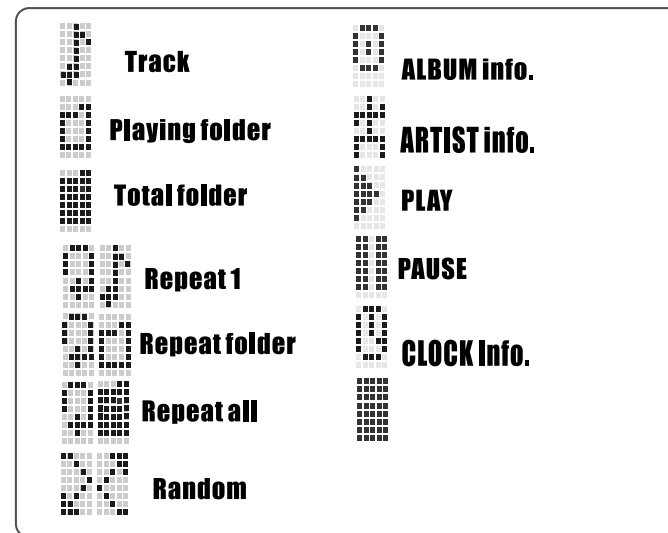 Track
Playing folder
Total folder
Repeat 1
Repeat folder
Repeat all
Random
ALBUM info.
ARTIST info.
PLAY
PAUSE
CLOCK Info.